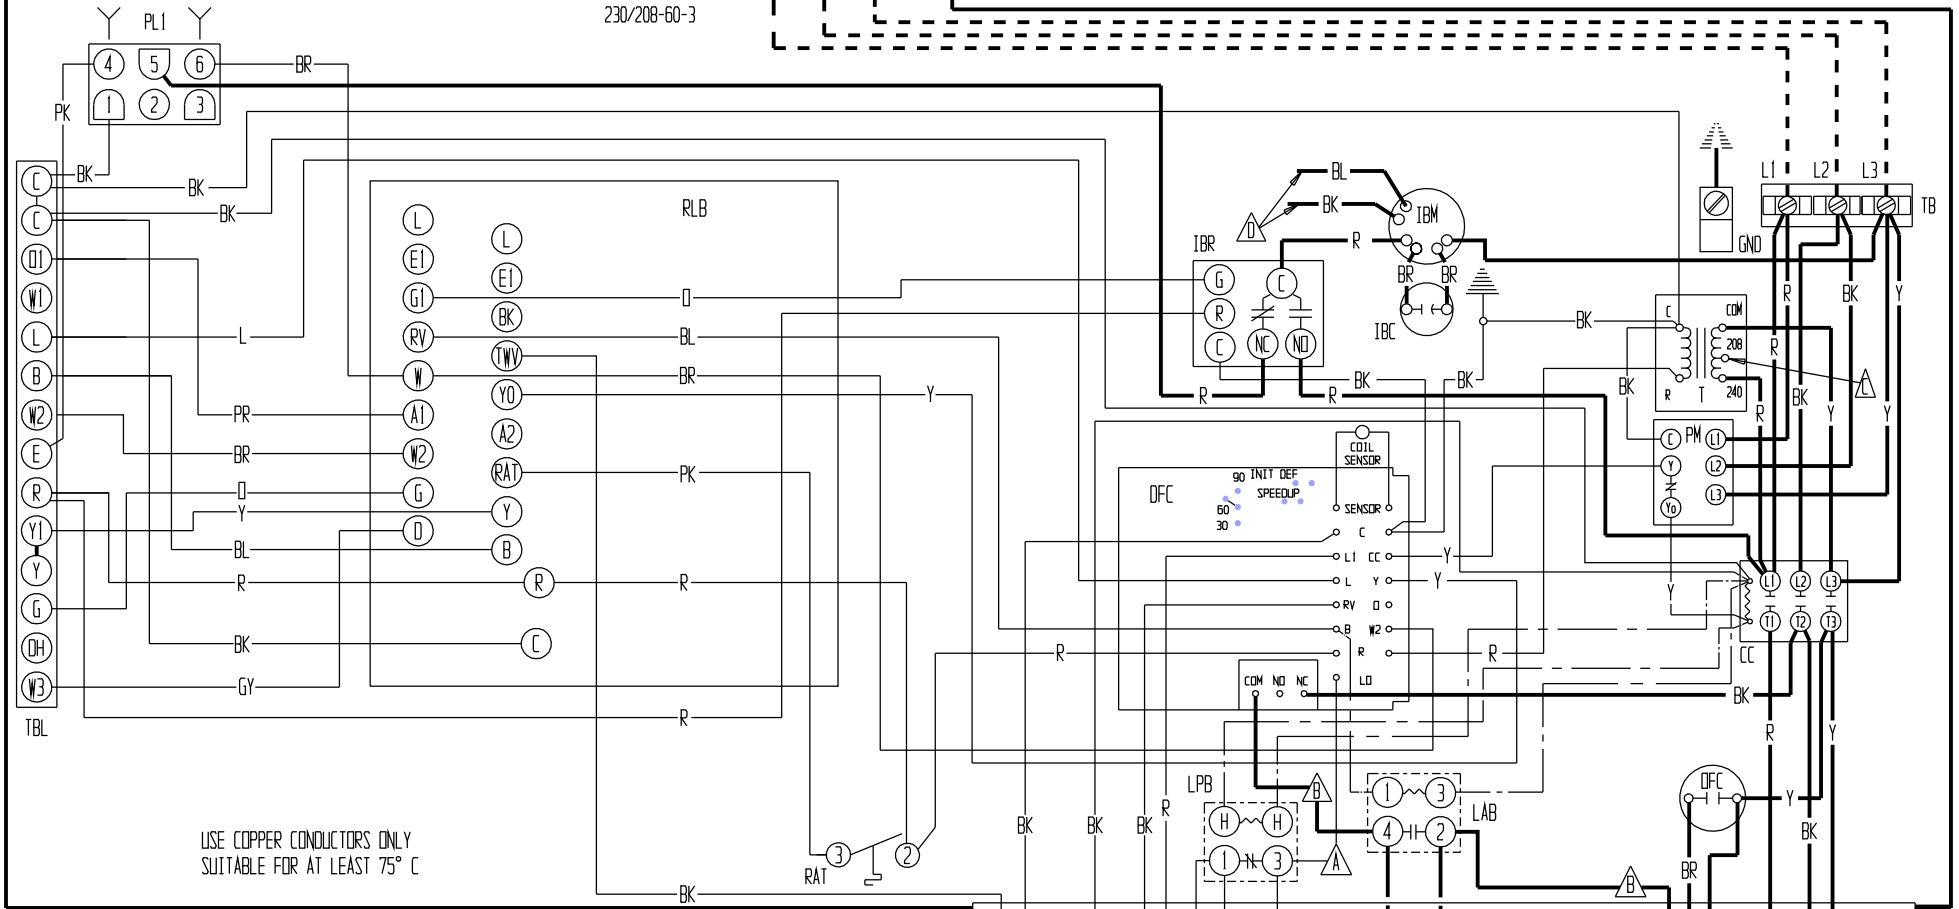 230/208-60-3
PL1
4 5 6
1 2 3
BR
PK
BK
BK
BK
C
C
O1
W1
L
B
W2
E
R
Y1
Y
G
DH
W3
TBL
L
PR
BR
O
Y
BL
R
BK
GY
RLB
L
E1
G1
RV
W
A1
W2
G
D
L
E1
BK
TWV
YO
A2
RAT
Y
B
R
C
O
BL
BR
Y
PK
R
R
BK
USE COPPER CONDUCTORS ONLY
SUITABLE FOR AT LEAST 75° C
RAT
3
2
R
IBR
G
R
C
C
NC NO
R
R
BK
BK
D
BL
BK
R
IBM
BR BR
IBC
BK
GND
L1 L2 L3
TB
R
BK
Y
C COM
208
240
R T
C
R
BK
Y
Y
BK
R
C PM L1
Y L2
YO L3
Y
DFC
90 INIT DEF
SPEEDUP
60
30
COIL
SENSOR
SENSOR
C
L1 CC
L Y
RV O
B W2
R
LO
COM NO NC
Y
Y
R
BK
L1 L2 L3
T1 T2 T3
CC
R
Y
BK
BK
BK
BK
R
LPB
H H
1 3
A
B
1 3
4 2
LAB
OFC
Y
BR
B